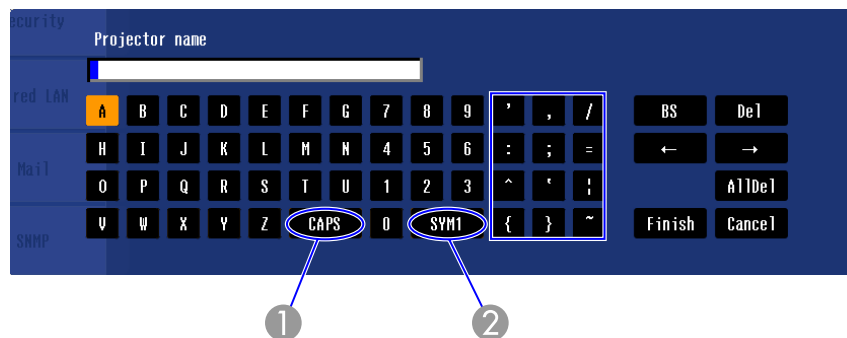 ecurity
Projector name
red LAN
A B C D E F G 7 8 9 ' , / BS Del
H I J K L M N 4 5 6 : ; = ← →
Mail
O P Q R S T U 1 2 3 ^ ‘ ¦ AllDel
V W X Y Z CAPS 0 SYM1 { } ~ Finish Cancel
SNMP
1 2